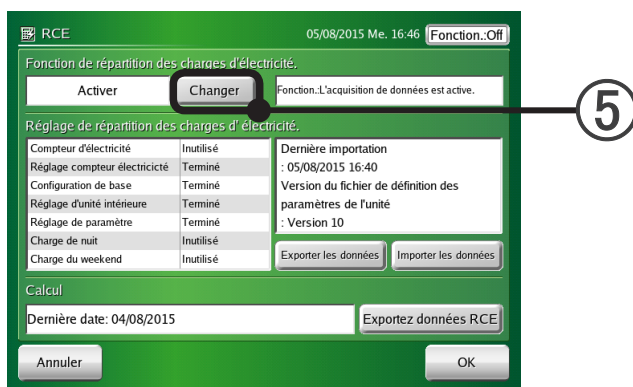 RCE 05/08/2015 Me. 16:46 Fonction.:Off
Fonction de répartition des charges d'électricité.
Activer Changer Fonction.:L'acquisition de données est active.
5
Réglage de répartition des charges d' électricité.
Compteur d'électricité Inutilisé
Réglage compteur électricicté Terminé
Configuration de base Terminé
Réglage d'unité intérieure Terminé
Réglage de paramètre Terminé
Charge de nuit Inutilisé
Charge du weekend Inutilisé
Dernière importation
: 05/08/2015 16:40
Version du fichier de définition des
paramètres de l'unité
: Version 10
Exporter les données Importer les données
Calcul
Dernière date: 04/08/2015 Exportez données RCE
Annuler OK